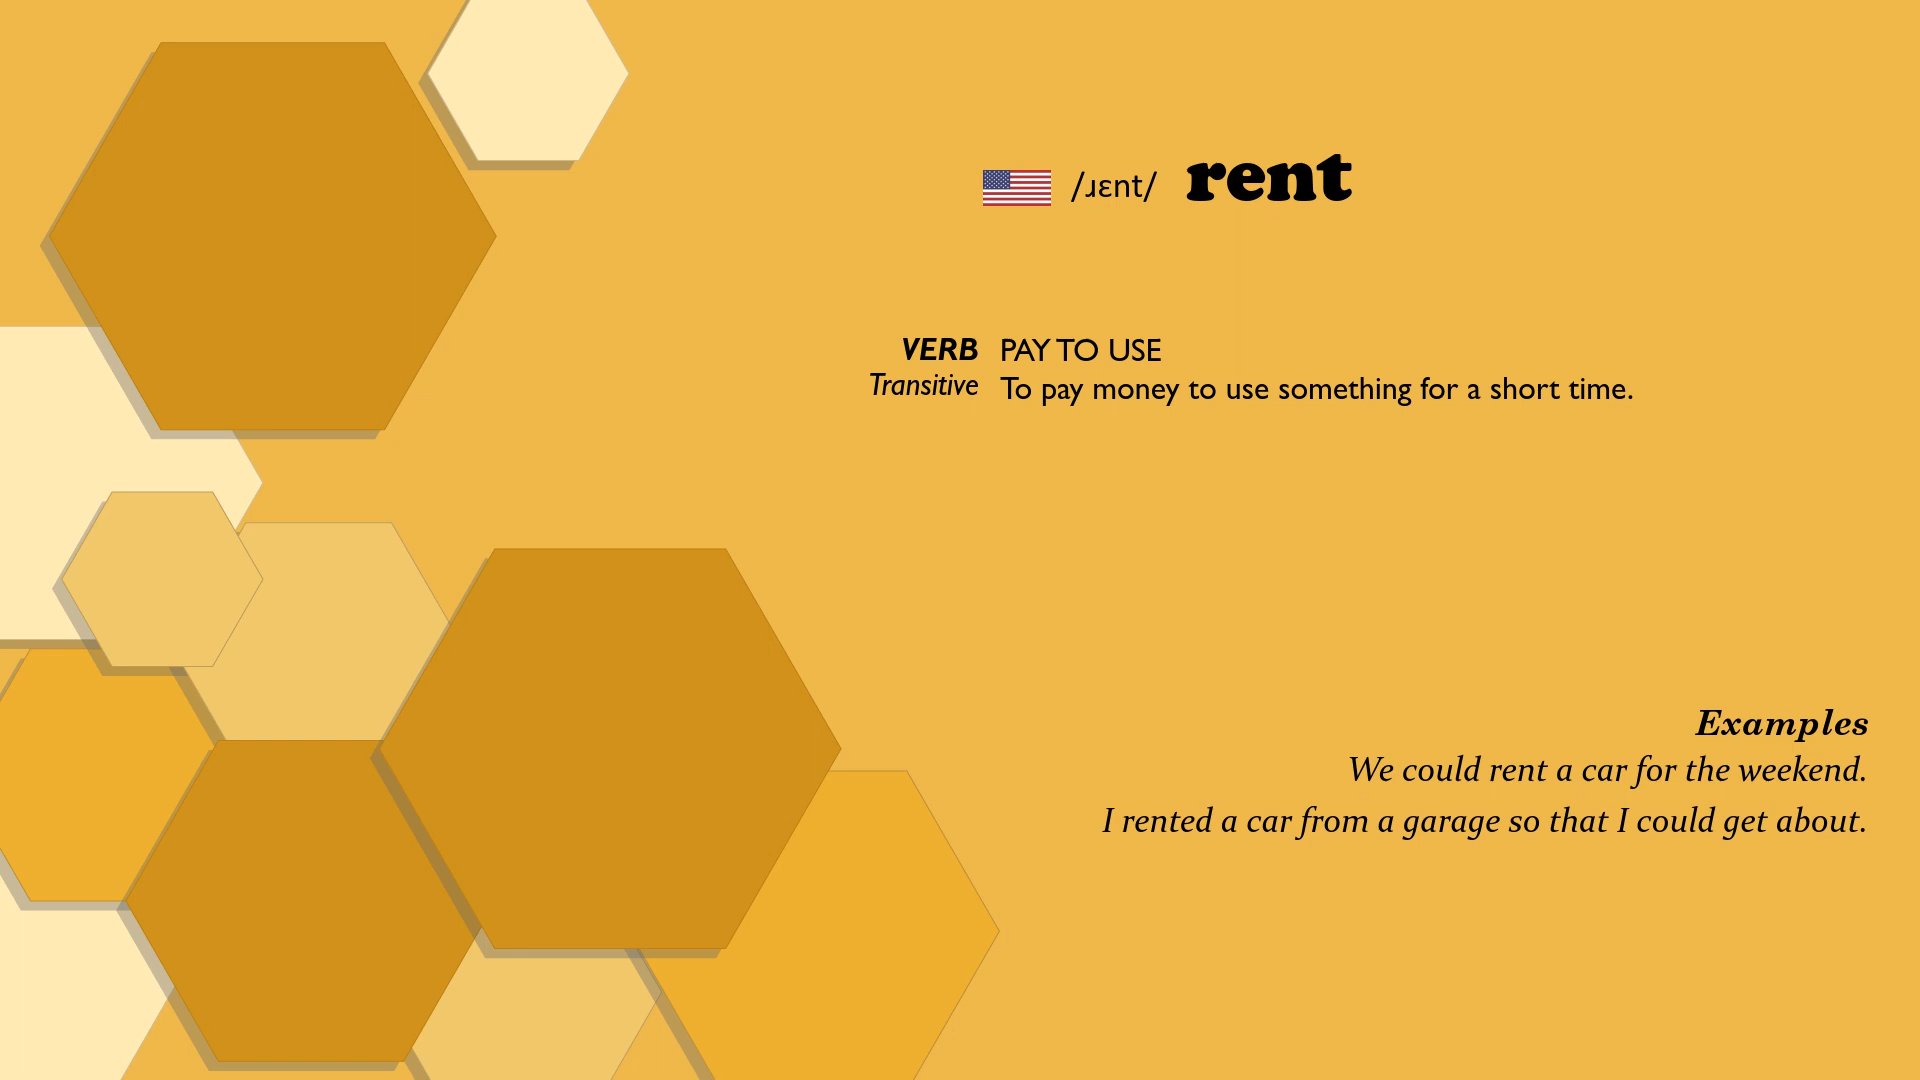 /ɹɛnt/ rent
VERB PAY TO USE
Transitive To pay money to use something for a short time.
Examples
We could rent a car for the weekend.
I rented a car from a garage so that I could get about.